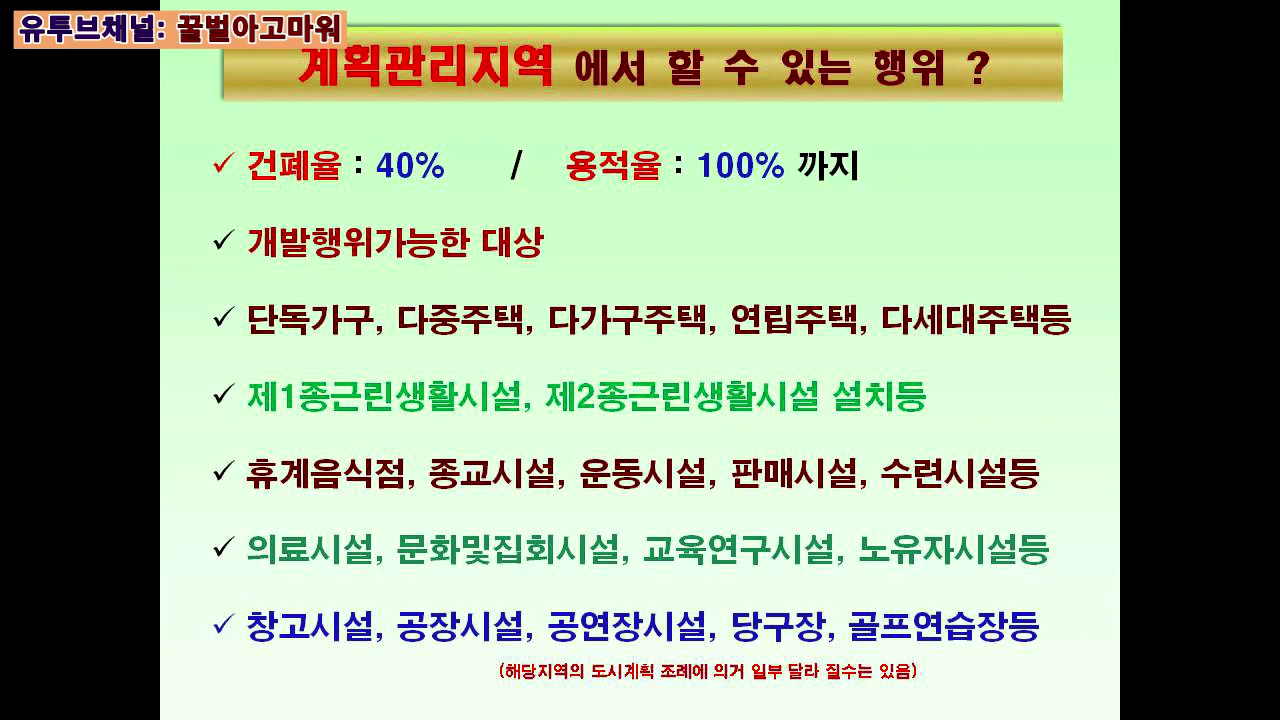 유투브채널: 꿀벌아고마워
계획관리지역 에서 할 수 있는 행위 ?
✓ 건폐율 : 40% / 용적율 : 100% 까지
✓ 개발행위가능한 대상
✓ 단독가구, 다중주택, 다가구주택, 연립주택, 다세대주택등
✓ 제1종근린생활시설, 제2종근린생활시설 설치등
✓ 휴게음식점, 종교시설, 운동시설, 판매시설, 수련시설등
✓ 의료시설, 문화및집회시설, 교육연구시설, 노유자시설등
✓ 창고시설, 공장시설, 공연장시설, 당구장, 골프연습장등
(해당지역의 도시계획 조례에 의거 일부 달라 질수는 있음)